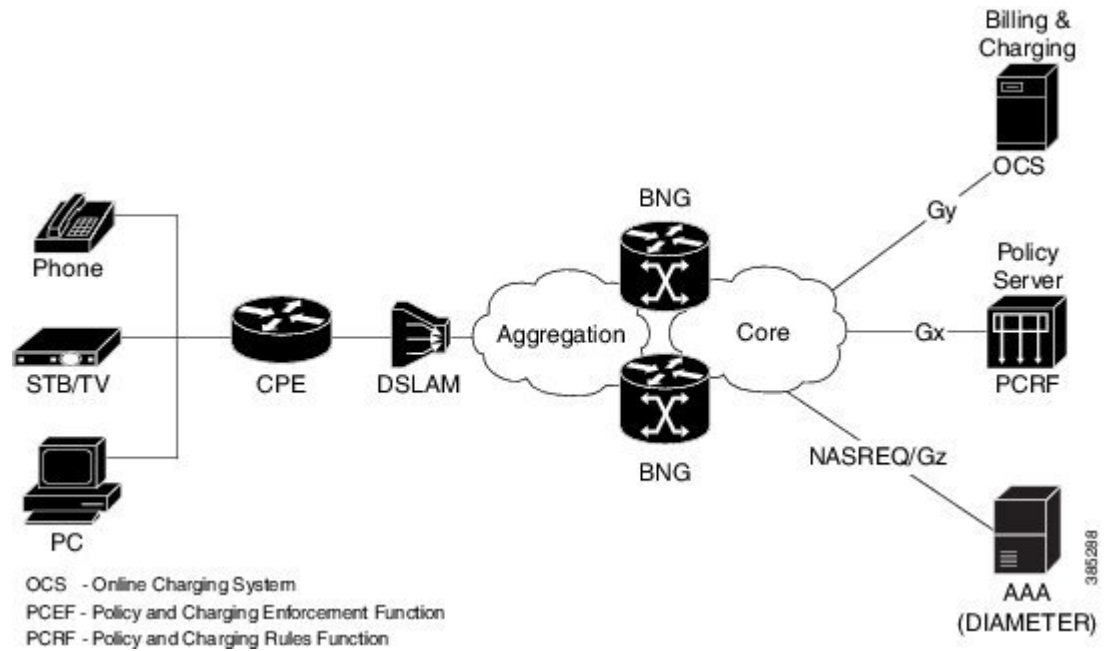 Billing &
Charging
OCS
BNG
Gy
Phone
Policy
Server
Aggregation
Core
Gx
STB/TV
CPE
DSLAM
PCRF
BNG
NASREQ/Gz
PC
AAA
(DIAMETER)
385288
OCS - Online Charging System
PCEF - Policy and Charging Enforcement Function
PCRF - Policy and Charging Rules Function